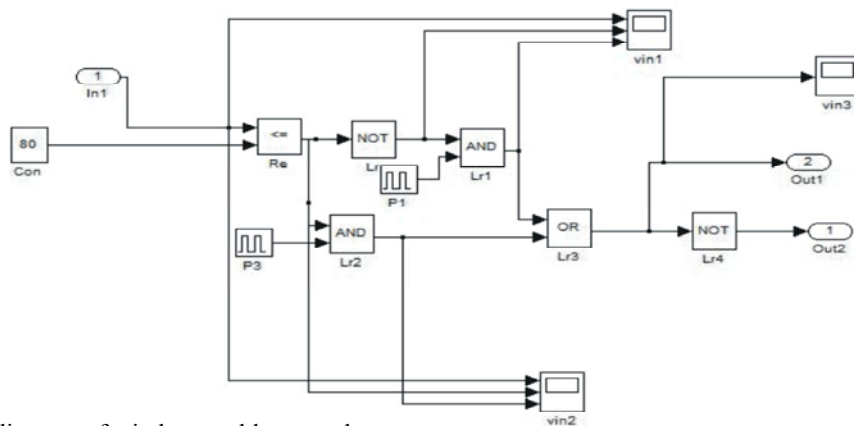 vin1
1
In1
vin3
80
Con
<=
Re
NOT
Lr
AND
Lr1
P1
2
Out1
P3
AND
Lr2
OR
Lr3
NOT
Lr4
1
Out2
vin2